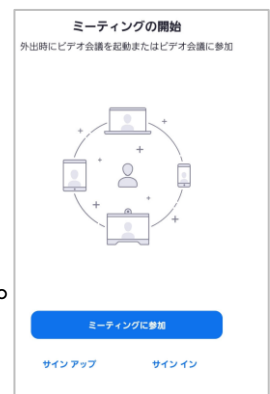 ミーティングの開始
外出時にビデオ会議を起動またはビデオ会議に参加
。
ミーティングに参加
サイン アップ
サイン イン